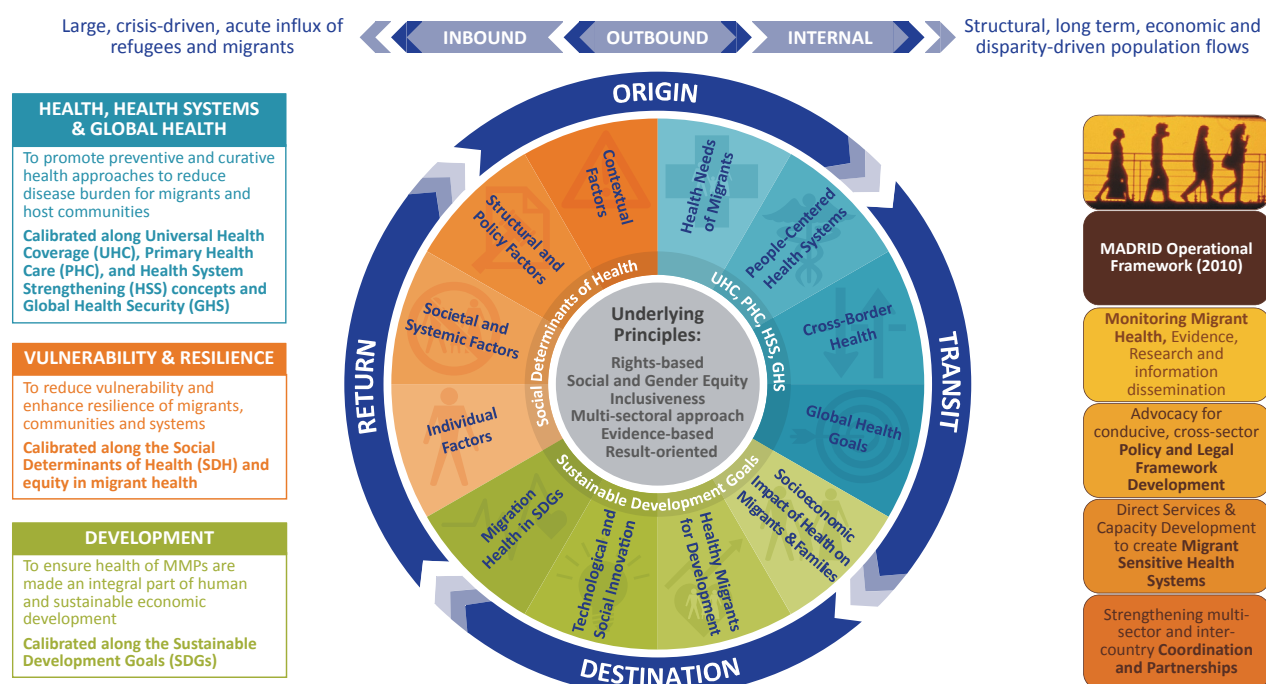 Large, crisis-driven, acute influx of
refugees and migrants
INBOUND
OUTBOUND
INTERNAL
Structural, long term, economic and
disparity-driven population flows
HEALTH, HEALTH SYSTEMS
& GLOBAL HEALTH
To promote preventive and curative
health approaches to reduce
disease burden for migrants and
host communities
Calibrated along Universal Health
Coverage (UHC), Primary Health
Care (PHC), and Health System
Strengthening (HSS) concepts and
Global Health Security (GHS)
VULNERABILITY & RESILIENCE
To reduce vulnerability and
enhance resilience of migrants,
communities and systems
Calibrated along the Social
Determinants of Health (SDH) and
equity in migrant health
DEVELOPMENT
To ensure health of MMPs are
made an integral part of human
and sustainable economic
development
Calibrated along the Sustainable
Development Goals (SDGs)
ORIGIN
TRANSIT
DESTINATION
RETURN
Health Needs
of Migrants
People-Centered
Health Systems
Cross-Border
Health
Global Health
Goals
Socioeconomic
Impact of Health on
Migrants & Familes
Healthy Migrants
for Development
Technological and
Social Innovation
Migration
Health in SDGs
Individual
Factors
Societal and
Systemic Factors
Structural and
Policy Factors
Contextual
Factors
UHC, PHC, HSS, GHS
Sustainable Development Goals
Social Determinants of Health
Underlying
Principles:
Rights-based
Social and Gender Equity
Inclusiveness
Multi-sectoral approach
Evidence-based
Result-oriented
MADRID Operational
Framework (2010)
Monitoring Migrant
Health, Evidence,
Research and
information
dissemination
Advocacy for
conducive, cross-sector
Policy and Legal
Framework
Development
Direct Services &
Capacity Development
to create Migrant
Sensitive Health
Systems
Strengthening multi-
sector and inter-
country Coordination
and Partnerships